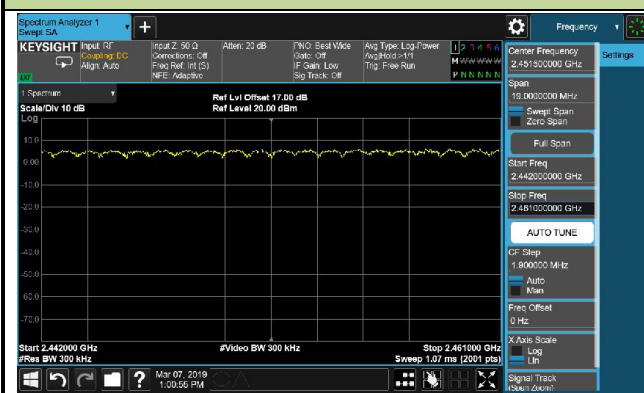 Spectrum Analyzer 1
Swept SA
+
Frequency
KEYSIGHT
Input: RF
Coupling: DC
Align: Auto
Input Z: 50 Ω
Corrections: Off
Freq Ref: Int (S)
NFE: Adaptive
Atten: 20 dB
PNO: Best Wide
Gate: Off
IF Gain: Low
Sig Track: Off
Avg Type: Log-Power
Avg|Hold:>1/1
Trig: Free Run
1 2 3 4 5 6
M W W W W W
P N N N N N
LXI
Center Frequency
2.451500000 GHz
Settings
1 Spectrum
Scale/Div 10 dB
Ref Lvl Offset 17.00 dB
Ref Level 20.00 dBm
Span
19.0000000 MHz
Swept Span
Zero Span
Log
10.0
0.00
-10.0
-20.0
-30.0
-40.0
-50.0
-60.0
-70.0
Full Span
Start Freq
2.442000000 GHz
Stop Freq
2.461000000 GHz
AUTO TUNE
CF Step
1.900000 MHz
Auto
Man
Freq Offset
0 Hz
X Axis Scale
Log
Lin
Signal Track
(Span Zoom)
Start 2.442000 GHz
#Res BW 300 kHz
#Video BW 300 kHz
Stop 2.461000 GHz
Sweep 1.07 ms (2001 pts)
?
Mar 07, 2019
1:00:55 PM